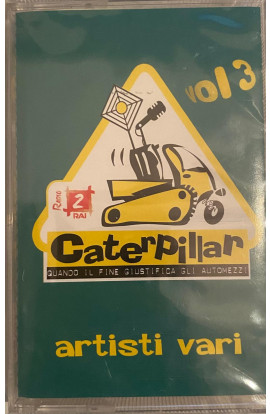 vol 3
Radio
2
RAI
Caterpillar
QUANDO IL FINE GIUSTIFICA GLI AUTOMEZZI
artisti vari